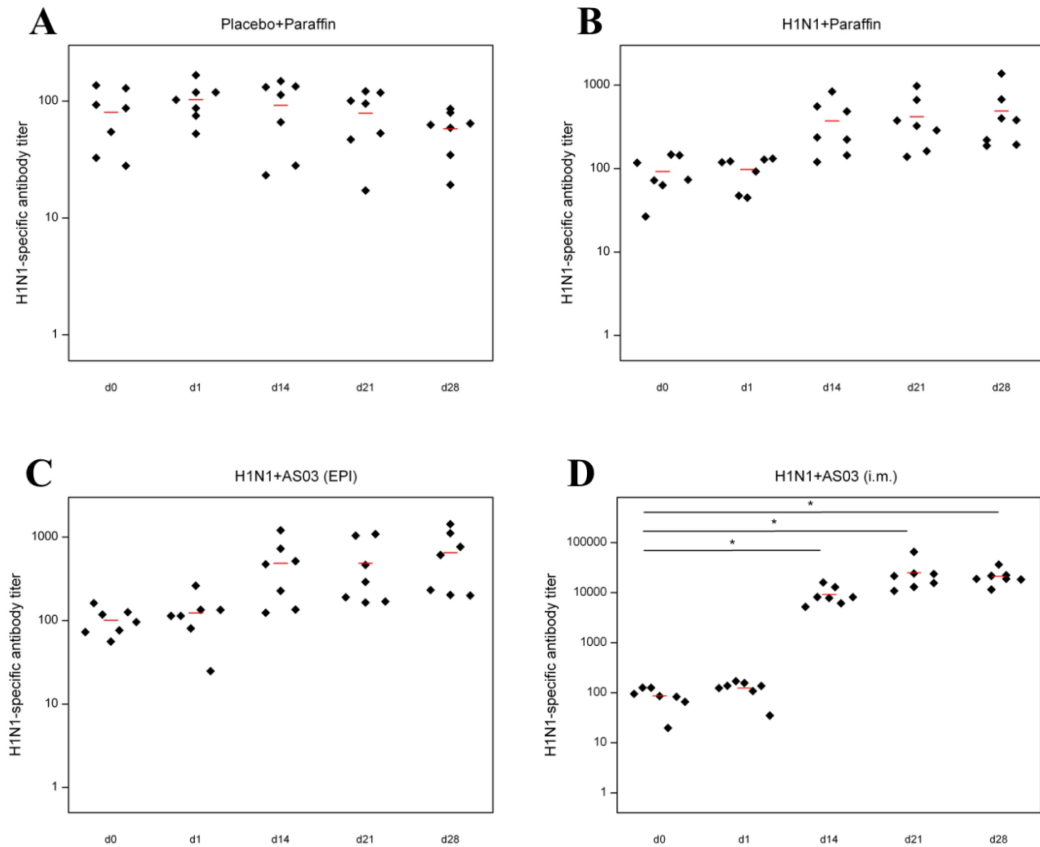 A
Placebo+Paraffin
H1N1-specific antibody titer
100
10
1
d0 d1 d14 d21 d28
B
H1N1+Paraffin
H1N1-specific antibody titer
1000
100
10
1
d0 d1 d14 d21 d28
C
H1N1+AS03 (EPI)
H1N1-specific antibody titer
1000
100
10
1
d0 d1 d14 d21 d28
D
H1N1+AS03 (i.m.)
H1N1-specific antibody titer
*
*
*
100000
10000
1000
100
10
1
d0 d1 d14 d21 d28